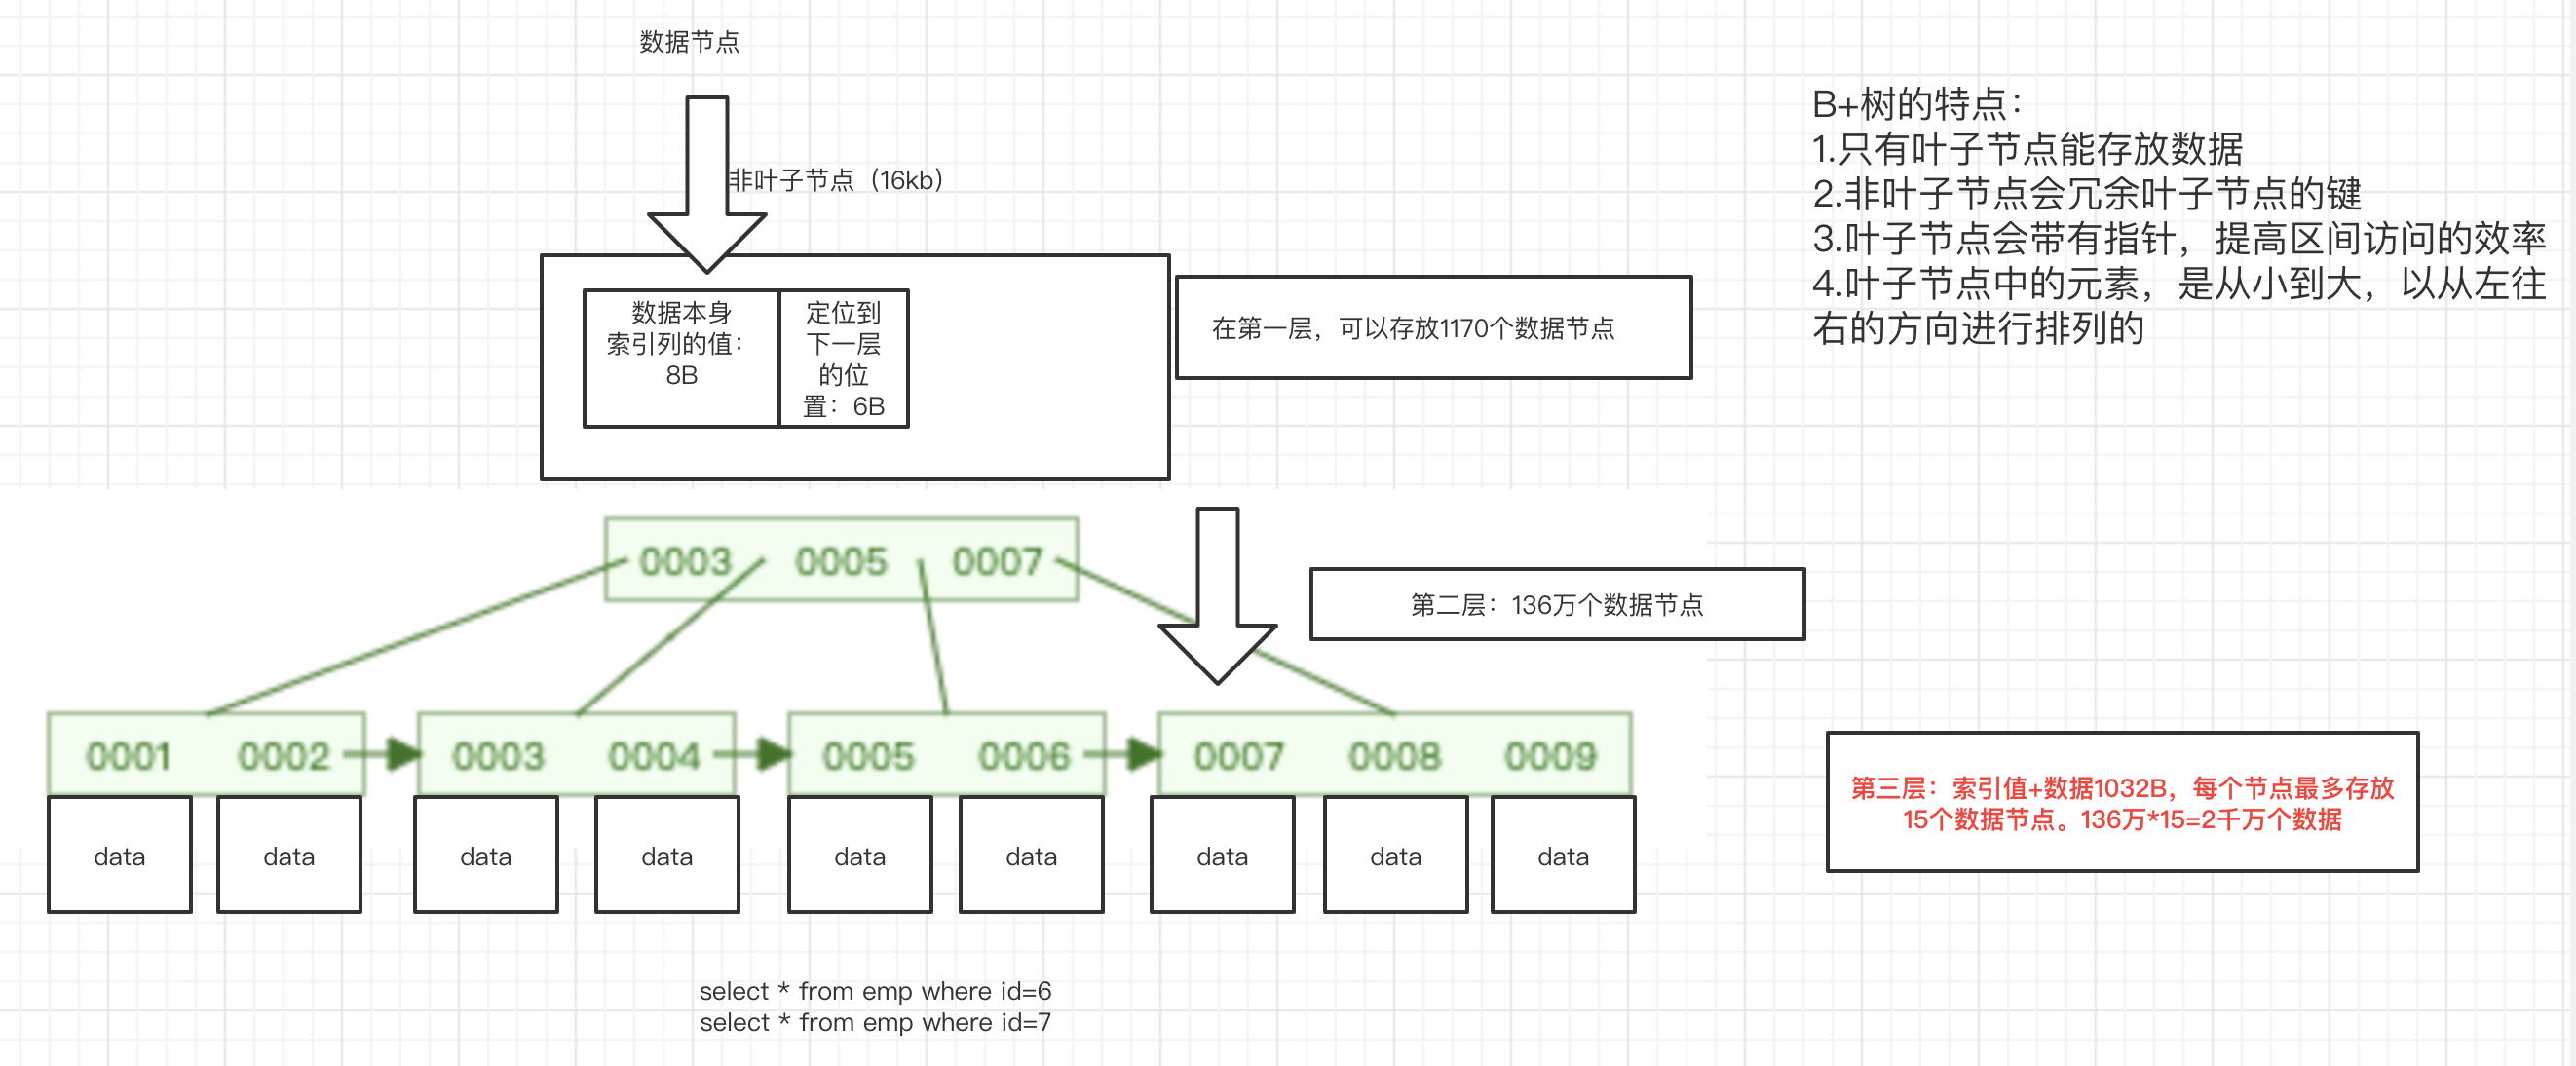 数据节点
非叶子节点（16kb）
数据本身
索引列的值：
8B
定位到
下一层
的位
置：6B
在第一层，可以存放1170个数据节点
B+树的特点：
1.只有叶子节点能存放数据
2.非叶子节点会冗余叶子节点的键
3.叶子节点会带有指针，提高区间访问的效率
4.叶子节点中的元素，是从小到大，以从左往
右的方向进行排列的
0003 0005 0007
第二层：136万个数据节点
0001 0002 0003 0004 0005 0006 0007 0008 0009
第三层：索引值+数据1032B，每个节点最多存放
15个数据节点。136万*15=2千万个数据
data data data data data data data data data
select * from emp where id=6
select * from emp where id=7